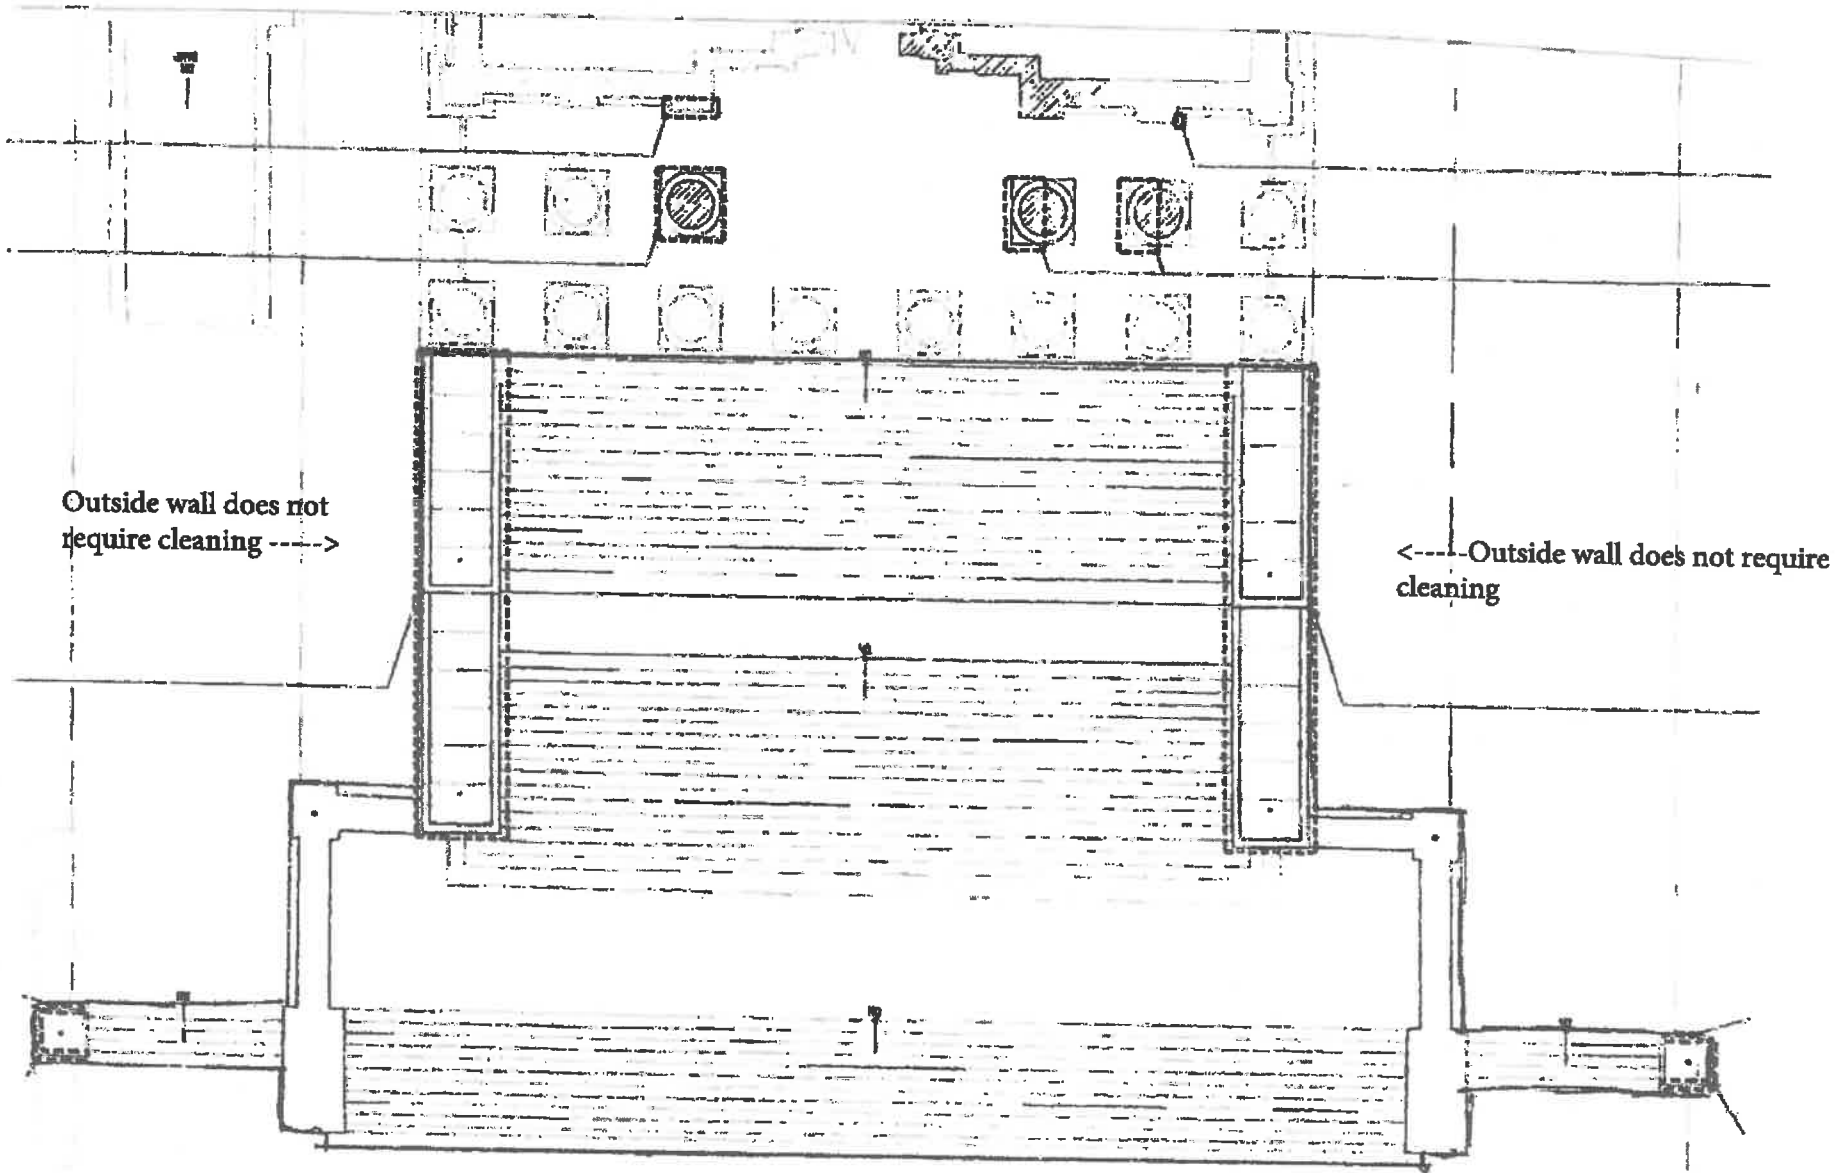 Outside wall does not
require cleaning ----->
<-----Outside wall does not require
cleaning